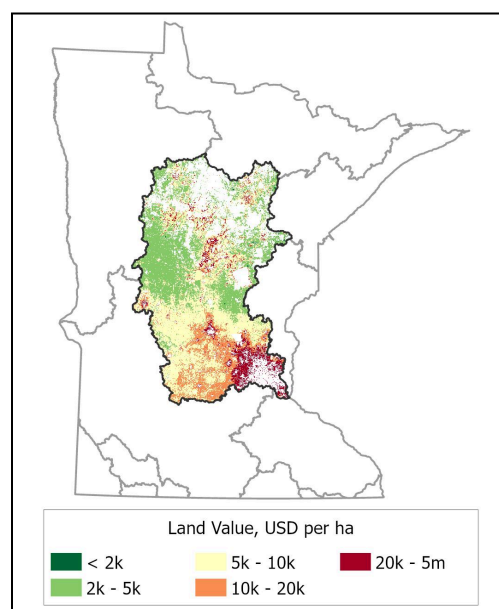 Land Value, USD per ha
< 2k 5k - 10k 20k - 5m
2k - 5k 10k - 20k